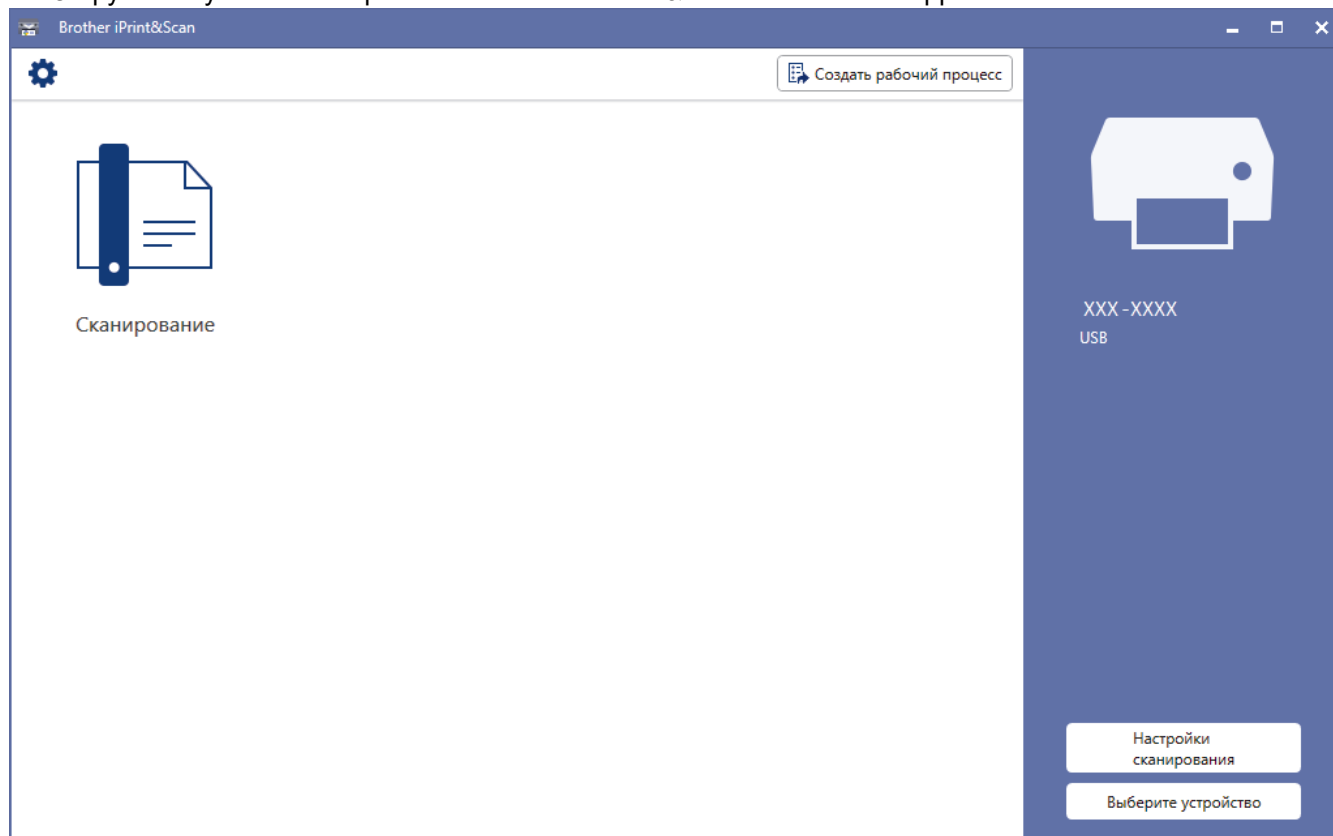 Brother iPrint&Scan
Создать рабочий процесс
Сканирование
XXX-XXXX
USB
Настройки
сканирования
Выберите устройство